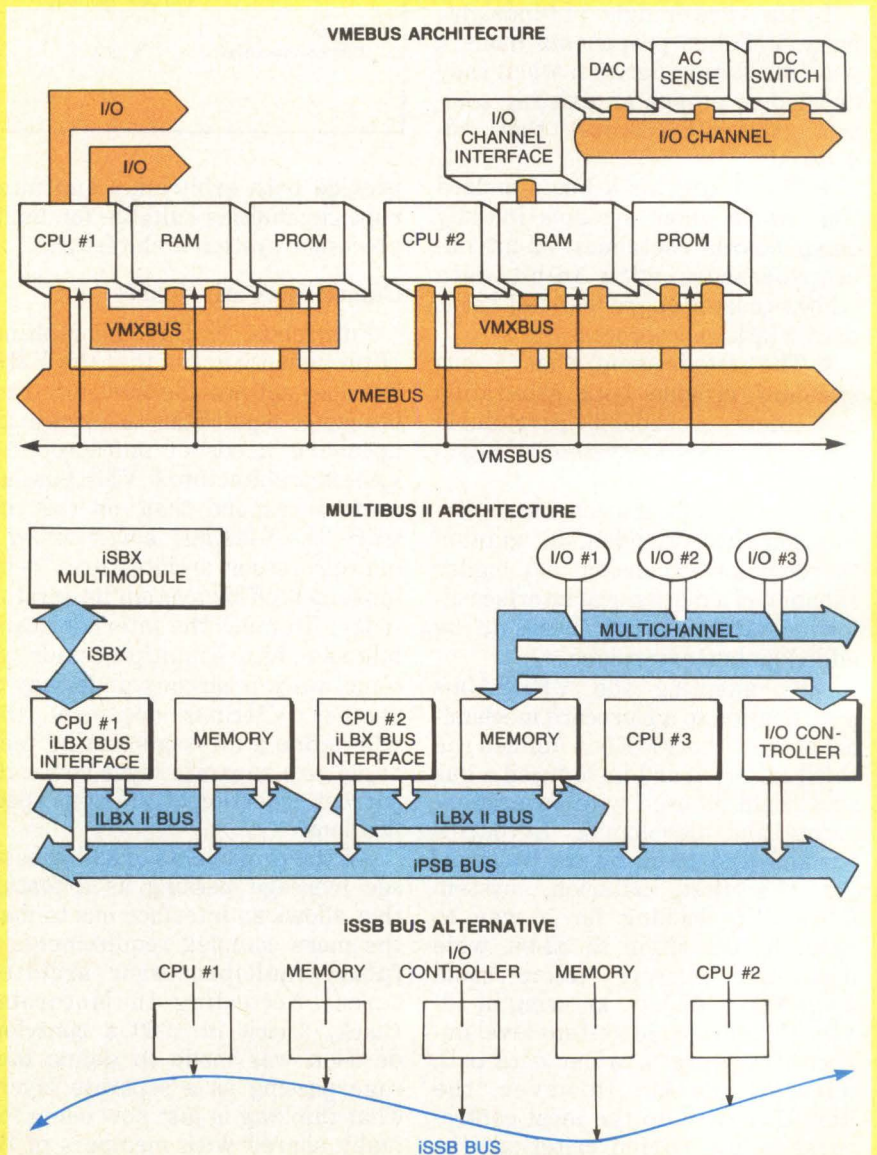 VMEBUS ARCHITECTURE
DAC
AC
SENSE
DC
SWITCH
I/O
I/O
I/O
CHANNEL
INTERFACE
I/O CHANNEL
CPU #1
RAM
PROM
CPU #2
RAM
PROM
VMXBUS
VMXBUS
VMEBUS
VMSBUS
MULTIBUS II ARCHITECTURE
iSBX
MULTIMODULE
I/O #1
I/O #2
I/O #3
MULTICHANNEL
iSBX
CPU #1
iLBX BUS
INTERFACE
MEMORY
CPU #2
iLBX BUS
INTERFACE
MEMORY
CPU #3
I/O CON-
TROLLER
iLBX II BUS
iLBX II BUS
iPSB BUS
iSSB BUS ALTERNATIVE
CPU #1
MEMORY
I/O
CONTROLLER
MEMORY
CPU #2
iSSB BUS